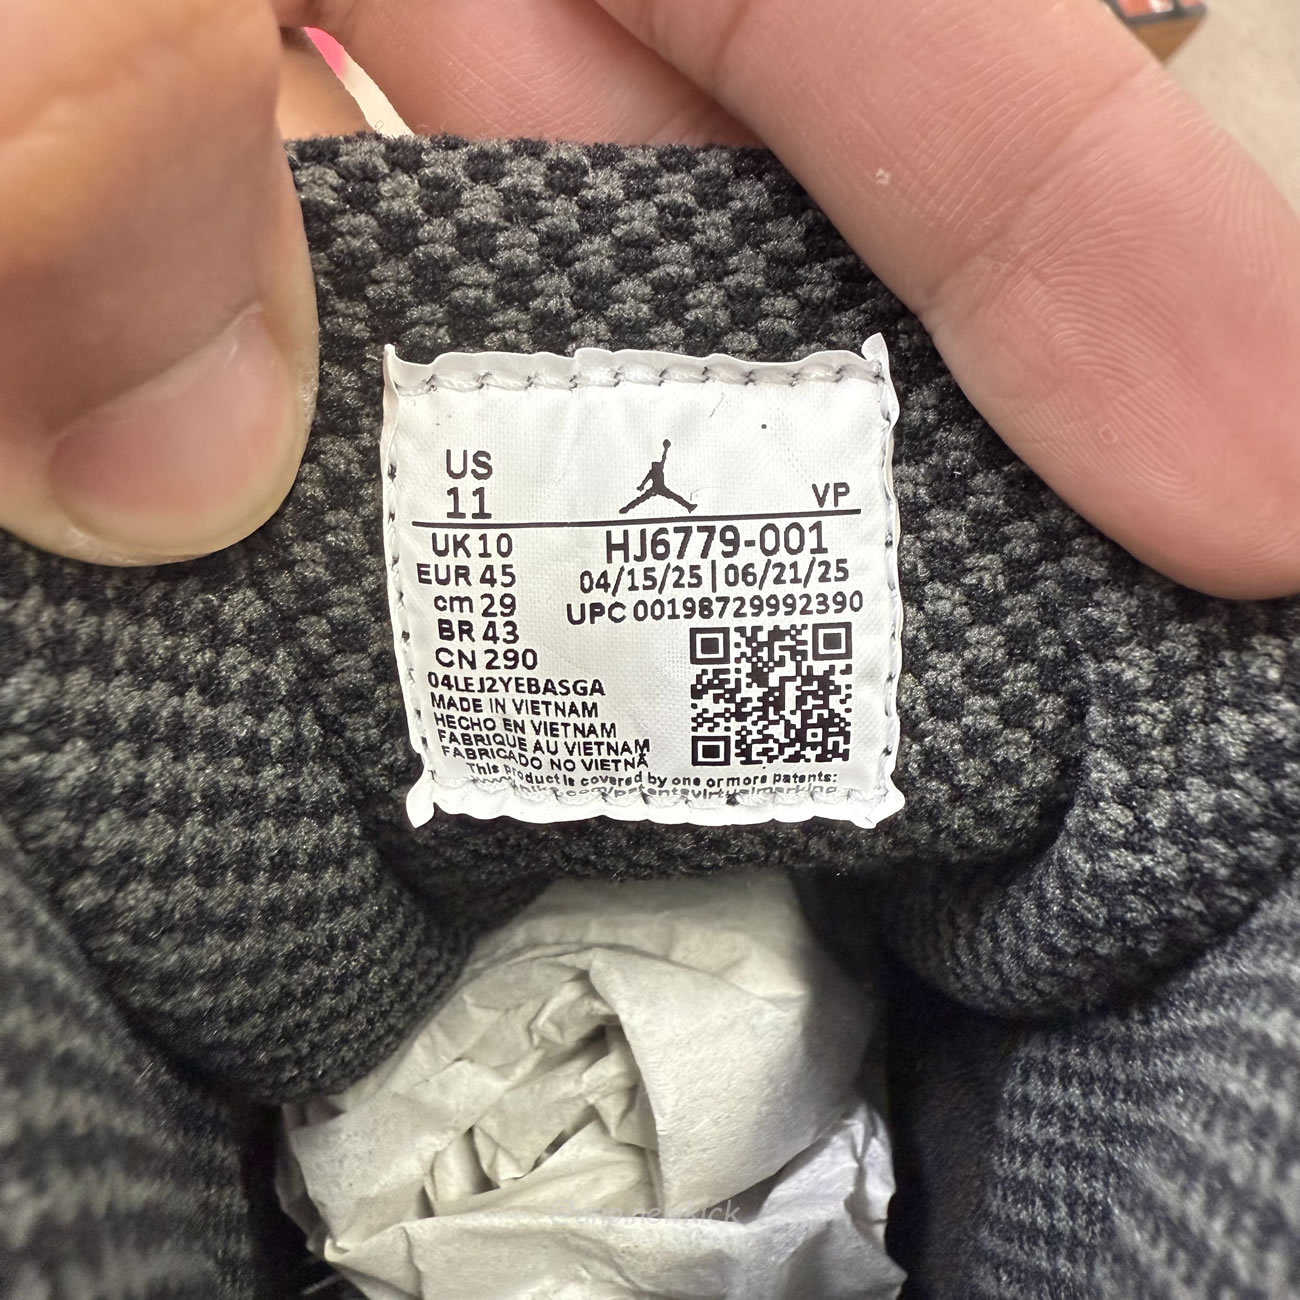 US
11
VP
UK 10
EUR 45
cm 29
BR 43
CN 290
04LEJ2YEBASGA
MADE IN VIETNAM
HECHO EN VIETNAM
FABRIQUE AU VIETNAM
FABRICADO NO VIETNÃ
HJ6779-001
04/15/25|06/21/25
UPC 00198729992390
This product is covered by one or more patents: